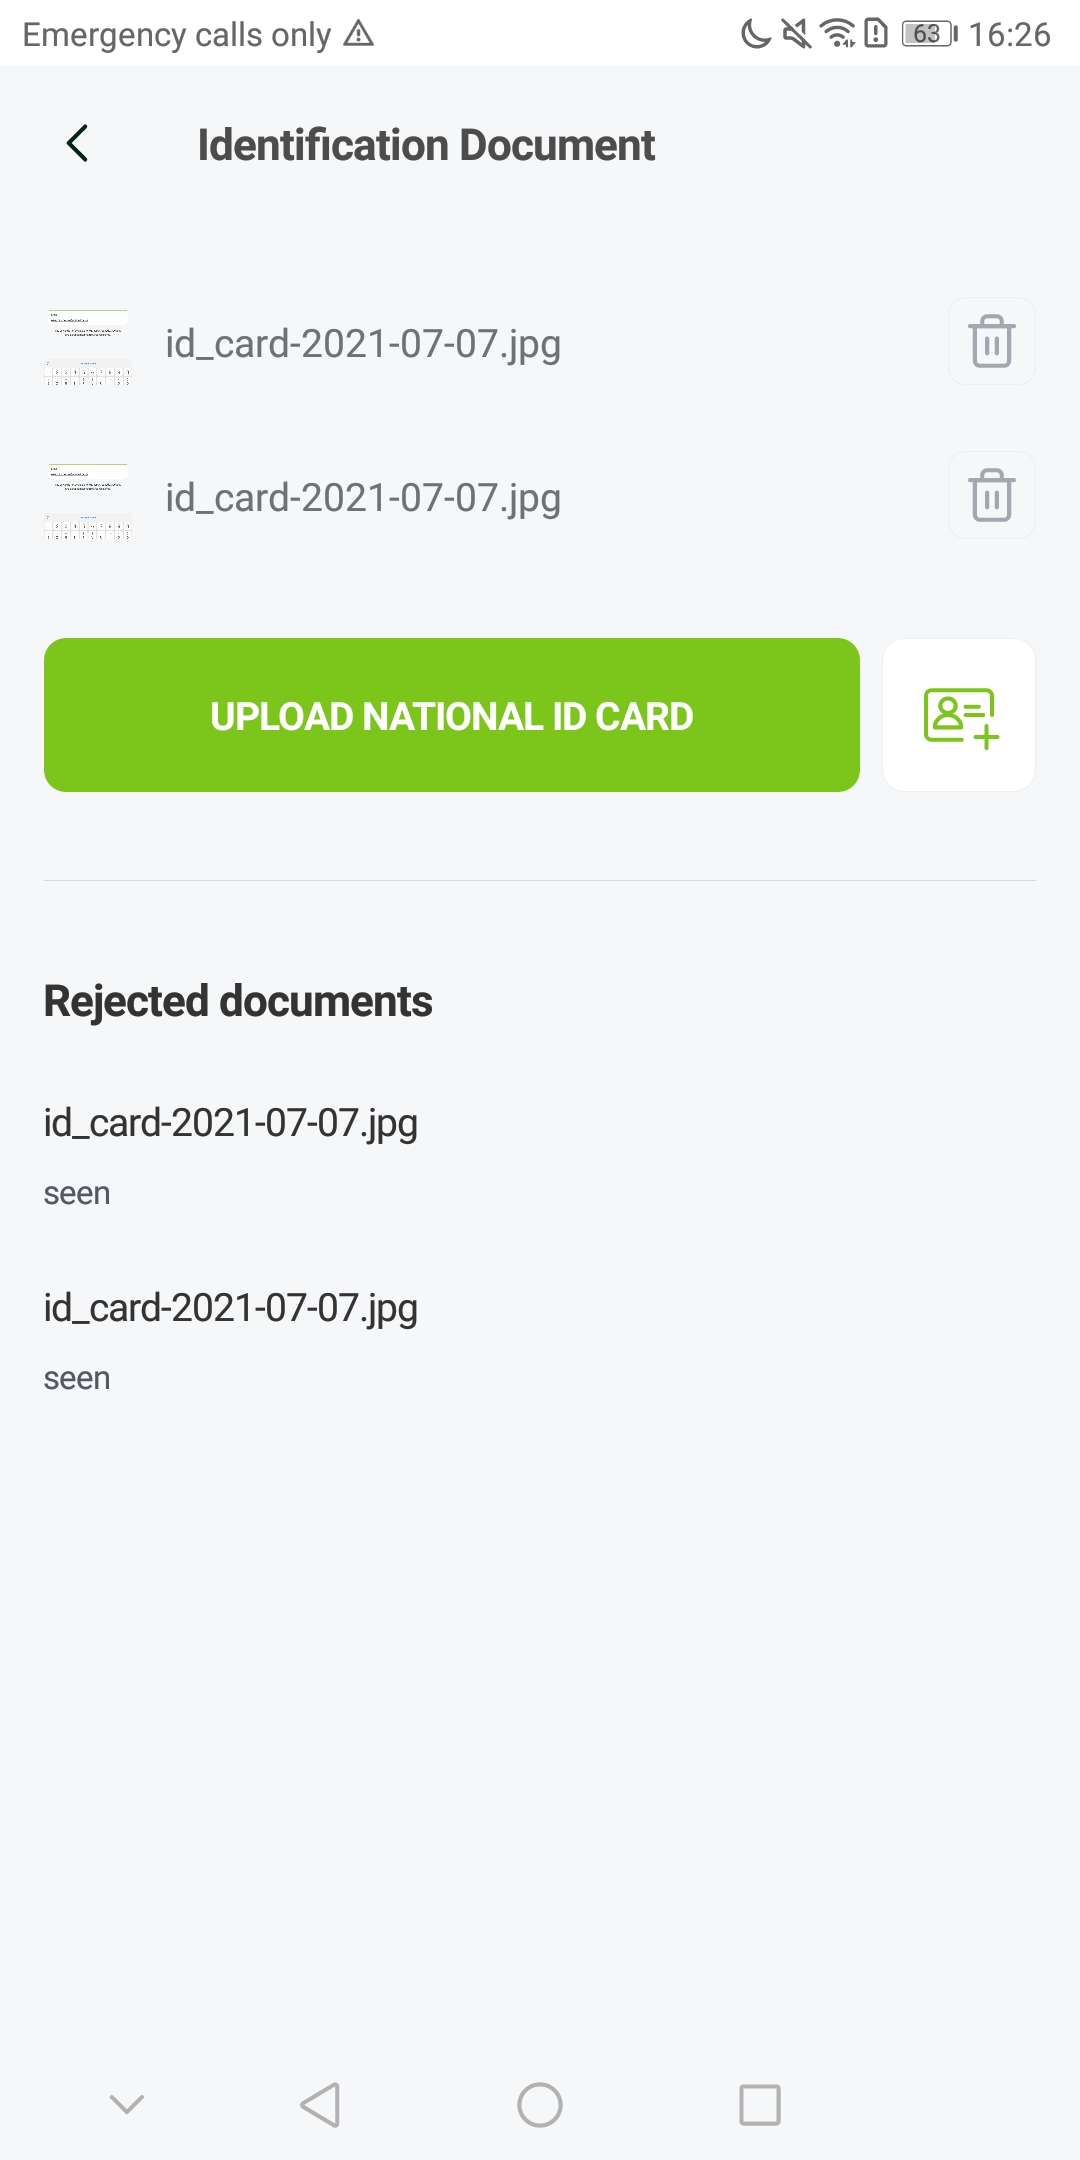 Emergency calls only
63 16:26
Identification Document
id_card-2021-07-07.jpg
id_card-2021-07-07.jpg
UPLOAD NATIONAL ID CARD
Rejected documents
id_card-2021-07-07.jpg
seen
id_card-2021-07-07.jpg
seen